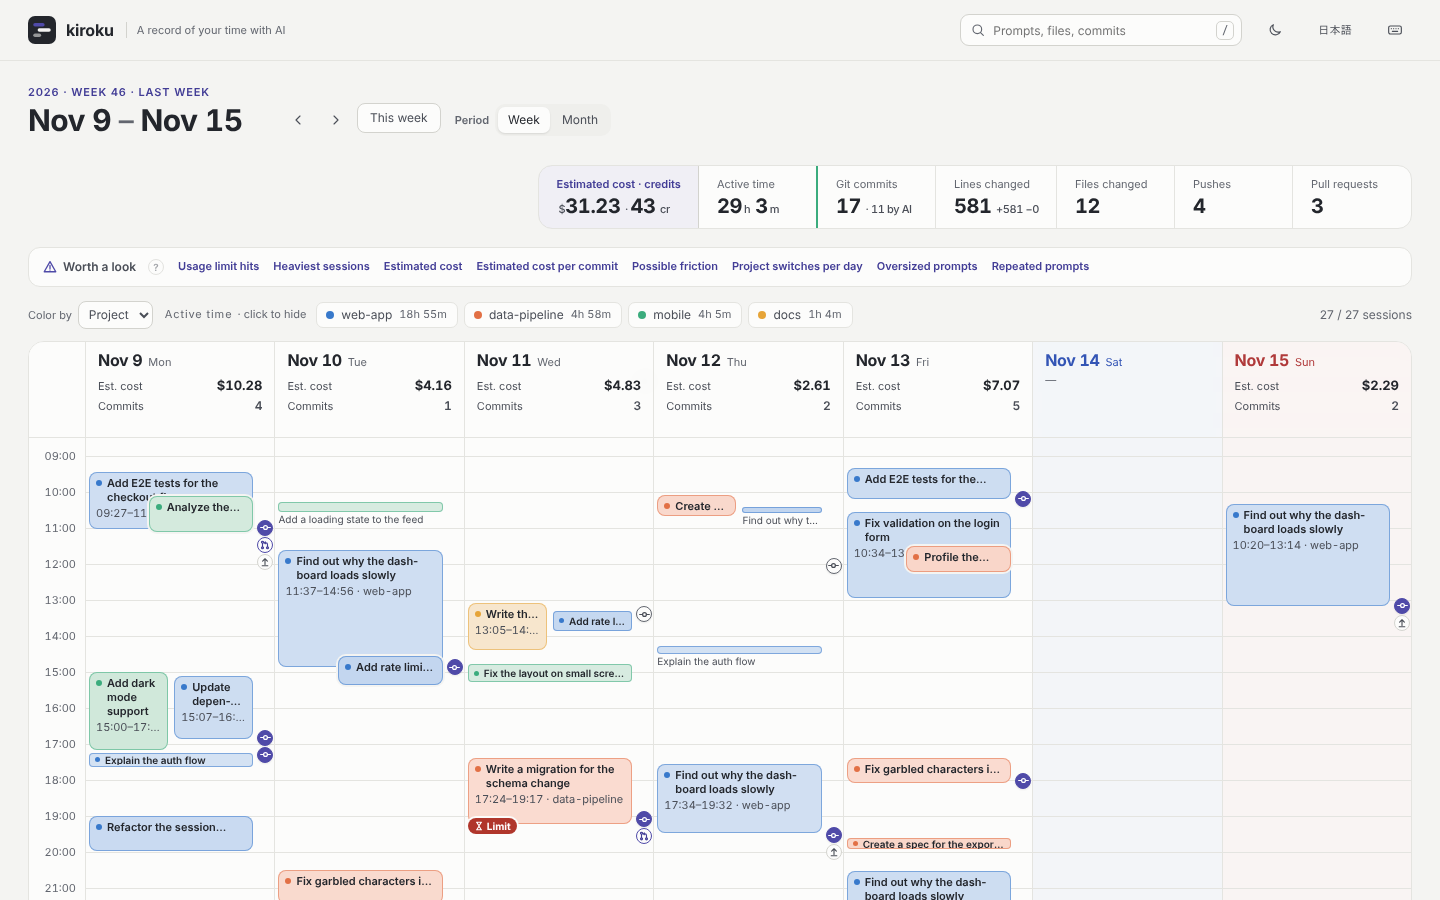 kiroku
A record of your time with AI
Prompts, files, commits
/
日本語
2026 · WEEK 46 · LAST WEEK
Nov 9 – Nov 15
This week
Period
Week
Month
Estimated cost · credits
$31.23 · 43 cr
Active time
29h 3m
Git commits
17 · 11 by AI
Lines changed
581 +581 −0
Files changed
12
Pushes
4
Pull requests
3
Worth a look
?
Usage limit hits
Heaviest sessions
Estimated cost
Estimated cost per commit
Possible friction
Project switches per day
Oversized prompts
Repeated prompts
Color by
Project
Active time · click to hide
web-app 18h 55m
data-pipeline 4h 58m
mobile 4h 5m
docs 1h 4m
27 / 27 sessions
Nov 9 Mon
Est. cost $10.28
Commits 4
Nov 10 Tue
Est. cost $4.16
Commits 1
Nov 11 Wed
Est. cost $4.83
Commits 3
Nov 12 Thu
Est. cost $2.61
Commits 2
Nov 13 Fri
Est. cost $7.07
Commits 5
Nov 14 Sat
—
Nov 15 Sun
Est. cost $2.29
Commits 2
09:00
10:00
11:00
12:00
13:00
14:00
15:00
16:00
17:00
18:00
19:00
20:00
21:00
Add E2E tests for the
09:27–11
Analyze the...
Add dark
mode
support
15:00–17:...
Update
depen-...
15:07–16:...
Explain the auth flow
Refactor the session...
Add a loading state to the feed
Find out why the dash-
board loads slowly
11:37–14:56 · web-app
Add rate limi...
Fix garbled characters i...
Write th...
13:05–14:...
Add rate l...
Fix the layout on small scre...
Write a migration for the
schema change
17:24–19:17 · data-pipeline
Limit
Create ...
Find out why t...
Explain the auth flow
Find out why the dash-
board loads slowly
17:34–19:32 · web-app
Add E2E tests for the...
Fix validation on the login
form
10:34–13
Profile the...
Fix garbled characters i...
Create a spec for the expor...
Find out why the dash-
board loads slowly
Find out why the dash-
board loads slowly
10:20–13:14 · web-app